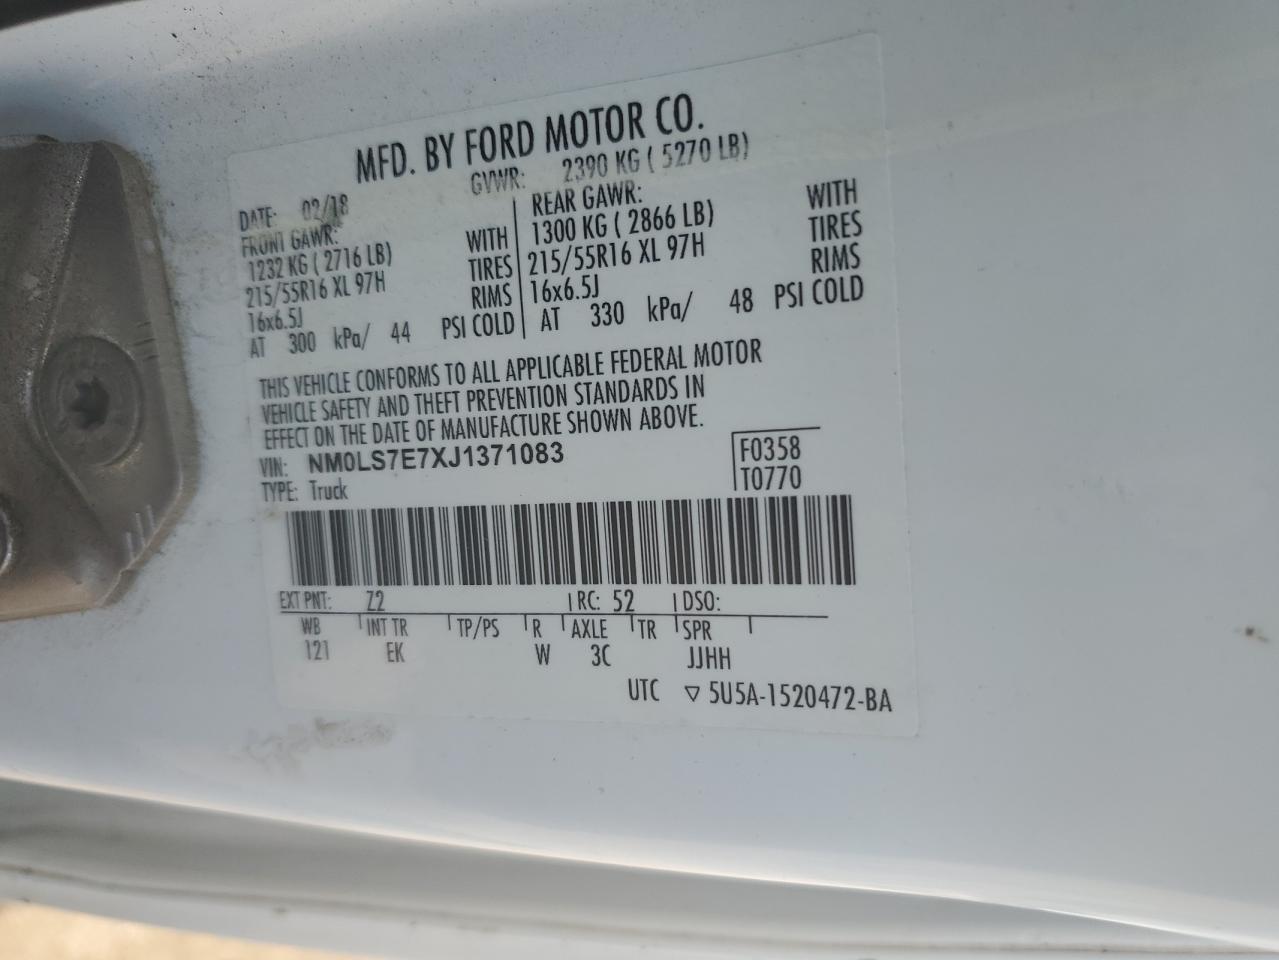 MFD. BY FORD MOTOR CO.
DATE: 02/18 GVWR: 2390 KG ( 5270 LB)
FRONT GAWR: REAR GAWR:
1232 KG ( 2716 LB) WITH 1300 KG ( 2866 LB) WITH
215/55R16 XL 97H TIRES 215/55R16 XL 97H TIRES
16x6.5J RIMS 16x6.5J RIMS
AT 300 kPa/ 44 PSI COLD AT 330 kPa/ 48 PSI COLD
THIS VEHICLE CONFORMS TO ALL APPLICABLE FEDERAL MOTOR
VEHICLE SAFETY AND THEFT PREVENTION STANDARDS IN
EFFECT ON THE DATE OF MANUFACTURE SHOWN ABOVE.
VIN: NM0LS7E7XJ1371083 F0358
TYPE: Truck T0770
EXT PNT: Z2 RC: 52 DSO:
WB INT TR TP/PS R AXLE TR SPR
121 EK W 3C JJHH
UTC ▽ 5U5A-1520472-BA